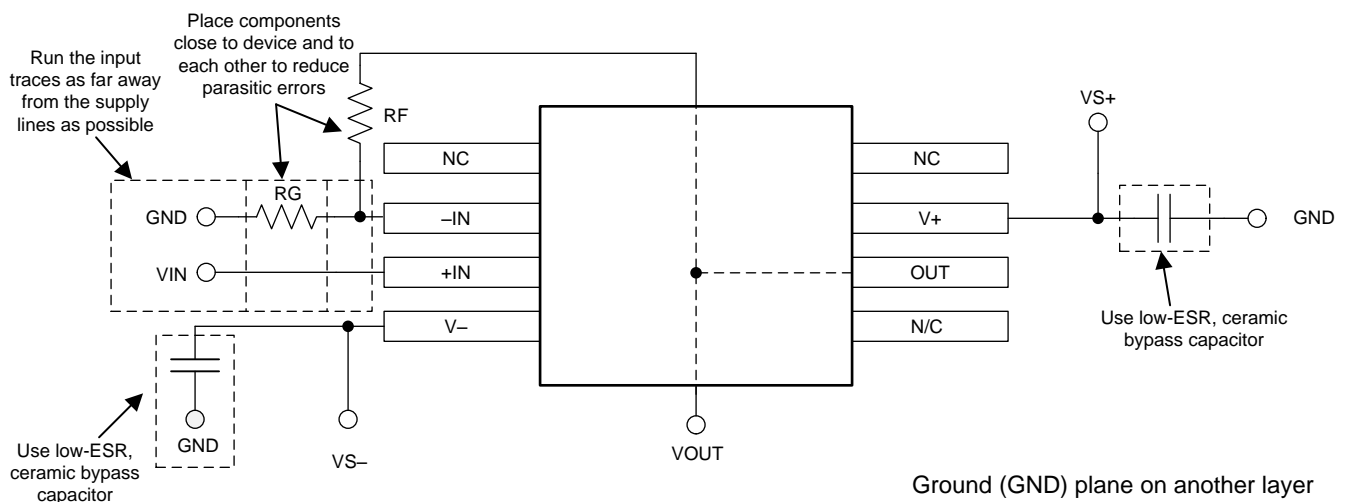 Place components
close to device and to
each other to reduce
parasitic errors
Run the input
traces as far away
from the supply
lines as possible
RF
VS+
NC
NC
RG
GND
–IN
V+
GND
VIN
+IN
OUT
V–
N/C
Use low-ESR, ceramic
bypass capacitor
GND
VS–
VOUT
Use low-ESR,
ceramic bypass
capacitor
Ground (GND) plane on another layer